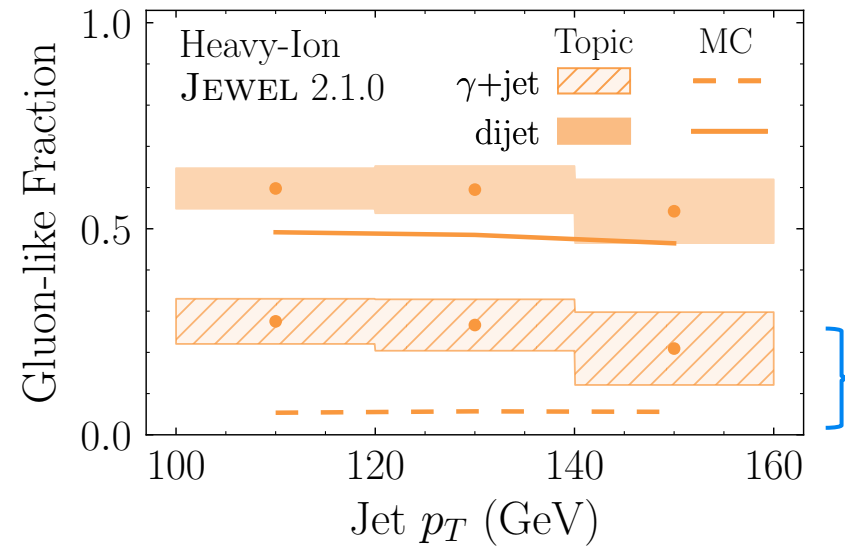 Heavy-Ion
JEWEL 2.1.0
Topic MC
γ+jet
dijet
Gluon-like Fraction
1.0
0.5
0.0
100 120 140 160
Jet p_T (GeV)